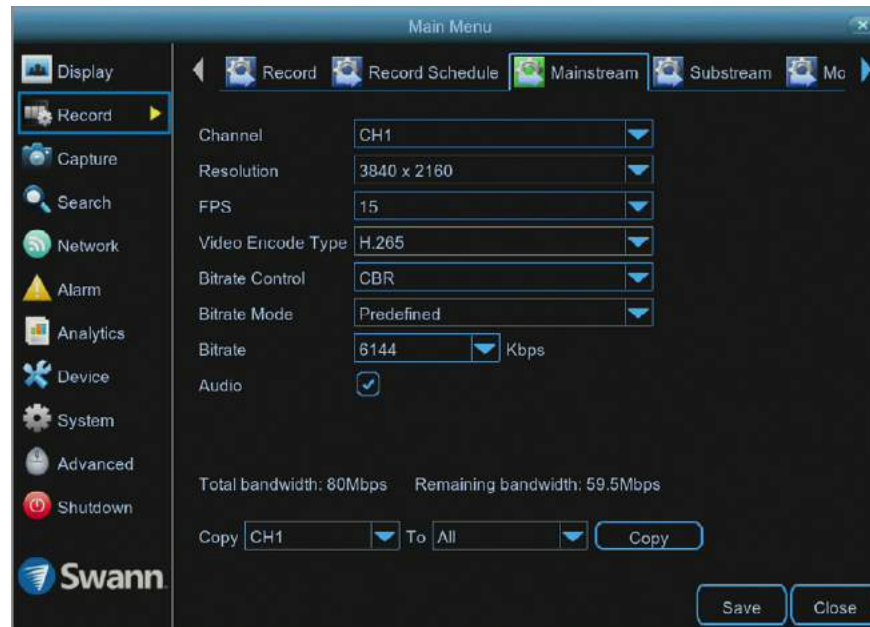 Main Menu
Display
Record
Capture
Search
Network
Alarm
Analytics
Device
System
Advanced
Shutdown
Swann
Record Record Schedule Mainstream Substream Mo
Channel CH1
Resolution 3840 x 2160
FPS 15
Video Encode Type H.265
Bitrate Control CBR
Bitrate Mode Predefined
Bitrate 6144 Kbps
Audio
Total bandwidth: 80Mbps Remaining bandwidth: 59.5Mbps
Copy CH1 To All Copy
Save Close